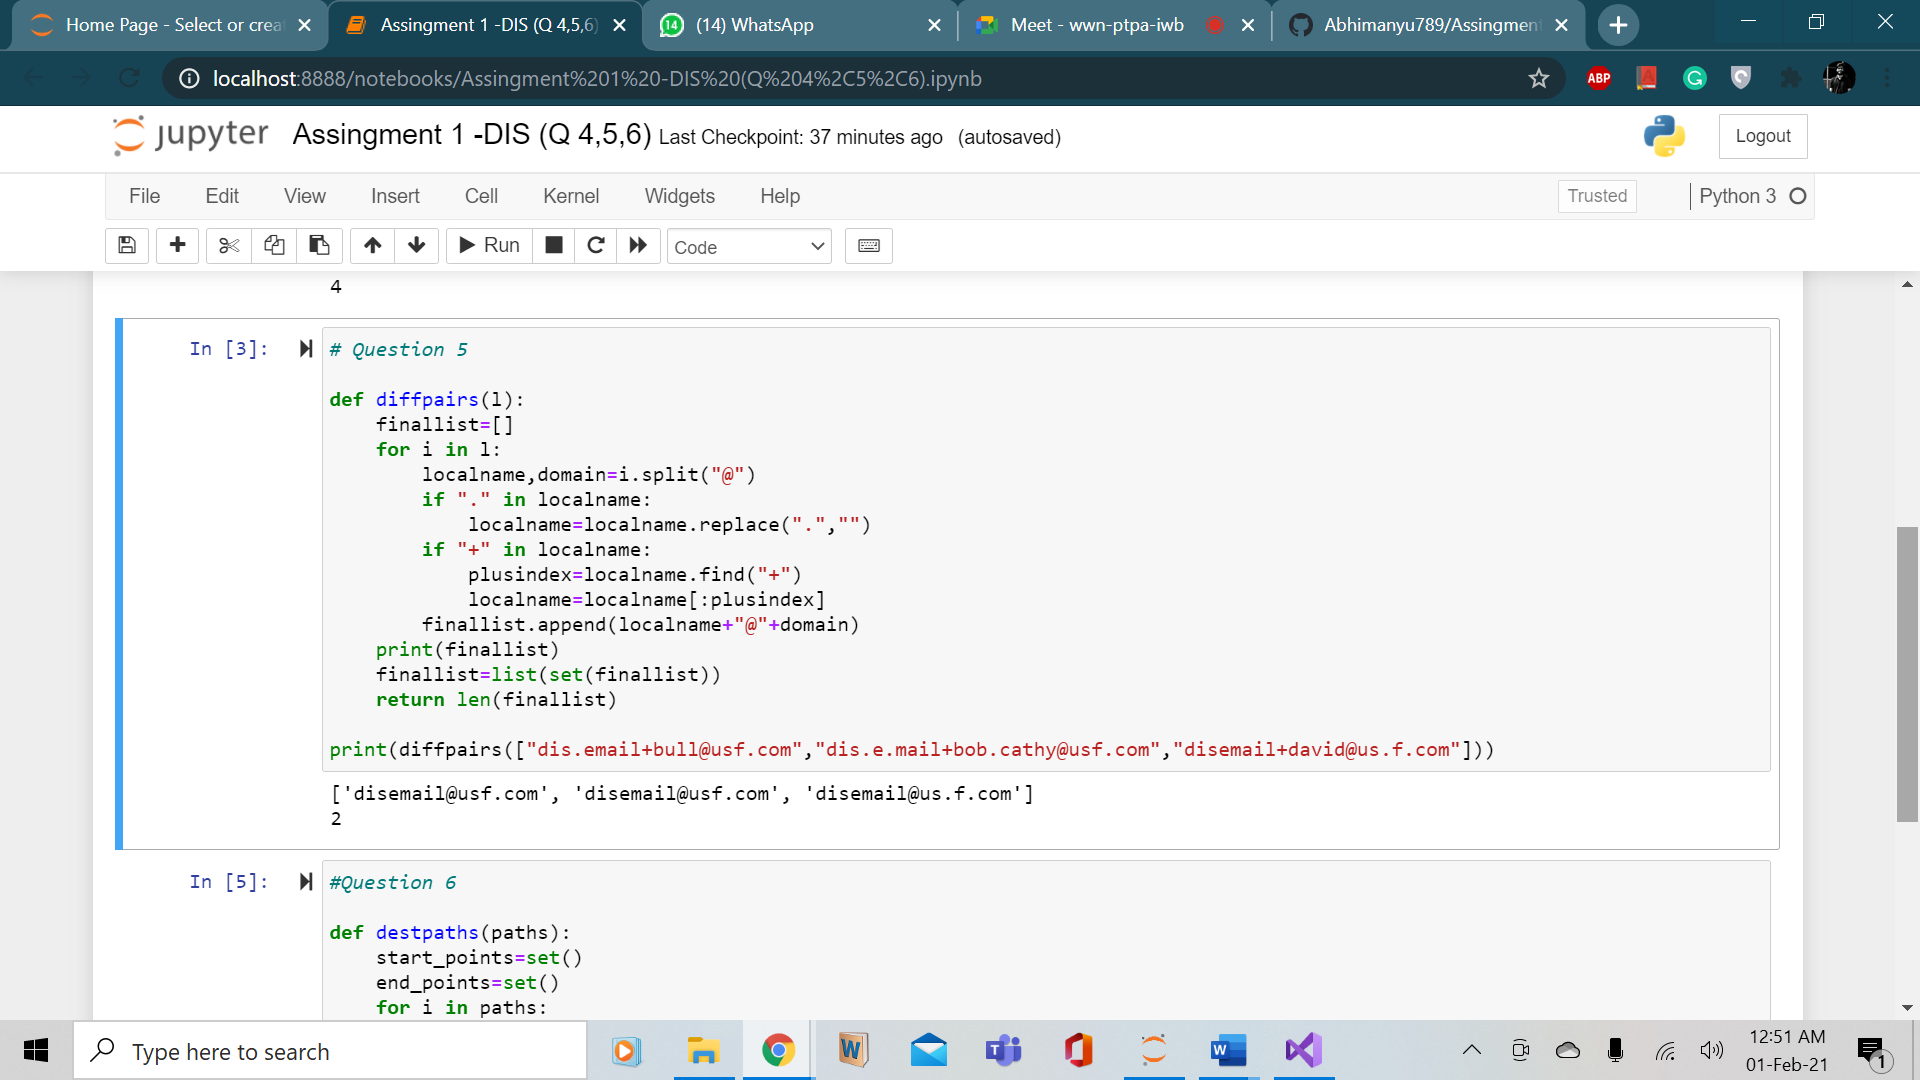 Home Page - Select or crea
Assingment 1 -DIS (Q 4,5,6)
14
(14) WhatsApp
Meet - wwn-ptpa-iwb
Abhimanyu789/Assingment
localhost:8888/notebooks/Assingment%201%20-DIS%20(Q%204%2C5%2C6).ipynb
ABP
jupyter Assingment 1 -DIS (Q 4,5,6) Last Checkpoint: 37 minutes ago (autosaved)
Logout
File Edit View Insert Cell Kernel Widgets Help
Trusted
Python 3
Run
Code
4
In [3]:
# Question 5
def diffpairs(l):
    finallist=[]
    for i in l:
        localname,domain=i.split("@")
        if "." in localname:
            localname=localname.replace(".","")
        if "+" in localname:
            plusindex=localname.find("+")
            localname=localname[:plusindex]
        finallist.append(localname+"@"+domain)
    print(finallist)
    finallist=list(set(finallist))
    return len(finallist)
print(diffpairs(["dis.email+bull@usf.com","dis.e.mail+bob.cathy@usf.com","disemail+david@us.f.com"]))
['disemail@usf.com', 'disemail@usf.com', 'disemail@us.f.com']
2
In [5]:
#Question 6
def destpaths(paths):
    start_points=set()
    end_points=set()
    for i in paths:
Type here to search
W
T
W
12:51 AM
01-Feb-21
1